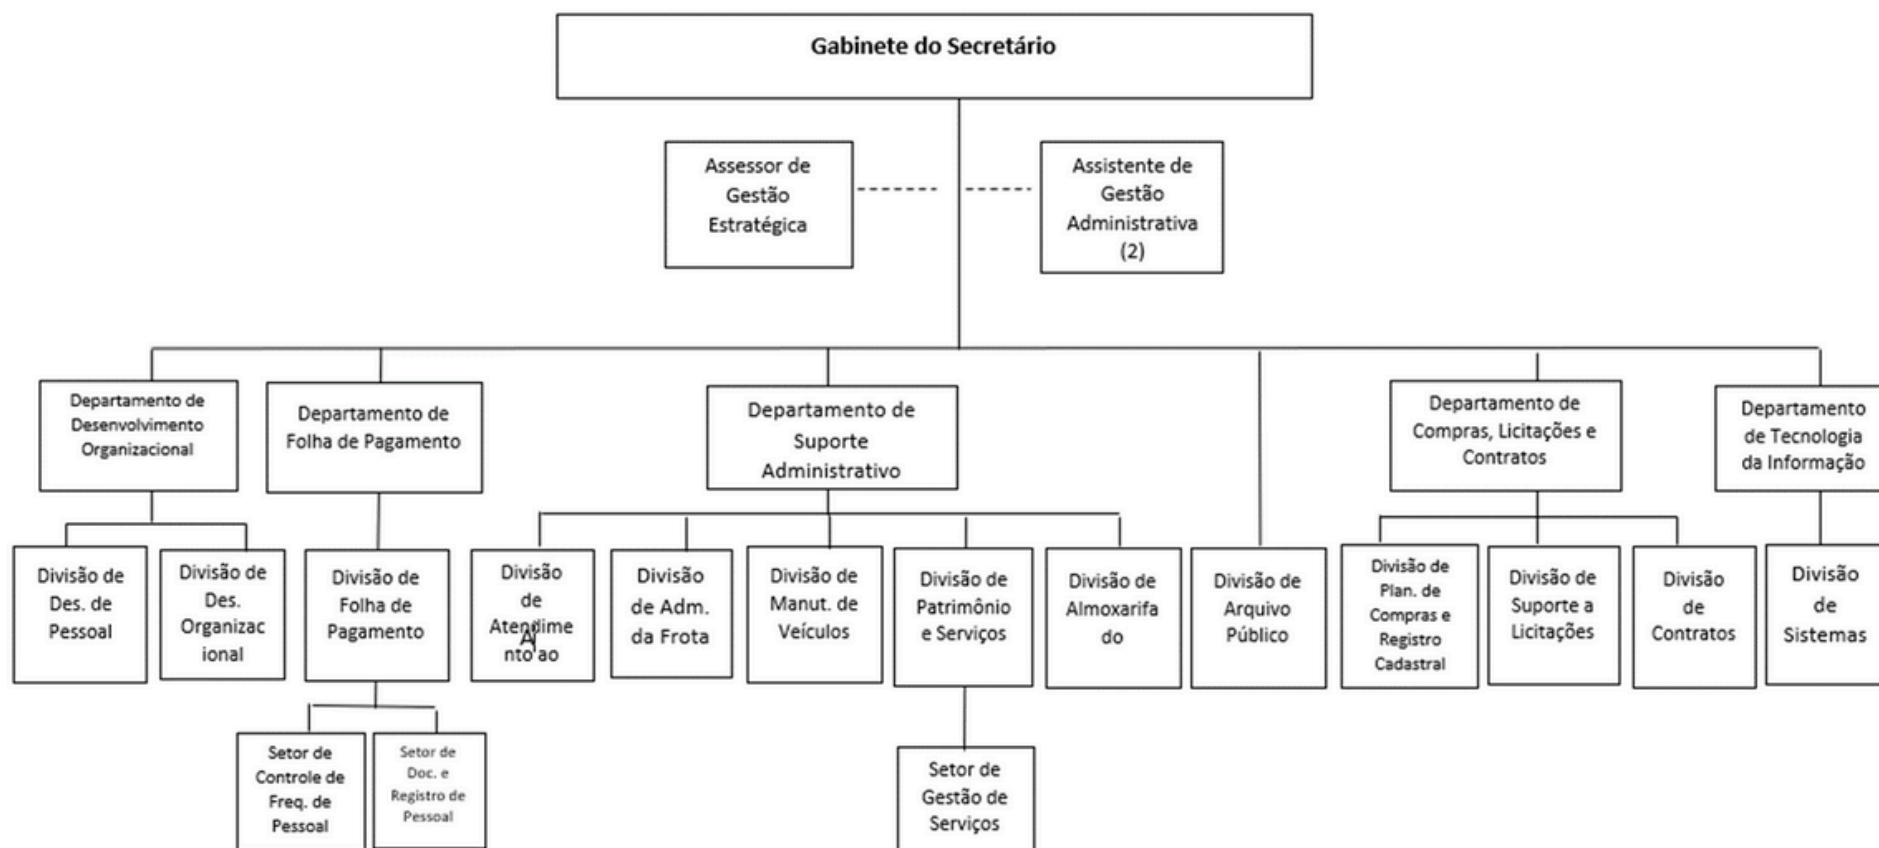 Gabinete do Secretário
Assessor de
Gestão
Estratégica
Assistente de
Gestão
Administrativa
(2)
Departamento de
Desenvolvimento
Organizacional
Departamento de
Folha de Pagamento
Departamento de
Suporte
Administrativo
Departamento de
Compras, Licitações e
Contratos
Departamento
de Tecnologia
da Informação
Divisão de
Des. de
Pessoal
Divisão de
Des.
Organizac
ional
Divisão de
Folha de
Pagamento
Divisão
de
Atendime
nto ao
Divisão
de Adm.
da Frota
Divisão de
Manut. de
Veículos
Divisão de
Patrimônio
e Serviços
Divisão de
Almoxarifa
do
Divisão de
Arquivo
Público
Divisão de
Plan. de
Compras e
Registro
Cadastral
Divisão de
Suporte a
Licitações
Divisão
de
Contratos
Divisão
de
Sistemas
Setor de
Controle de
Freq. de
Pessoal
Setor de
Doc. e
Registro de
Pessoal
Setor de
Gestão de
Serviços